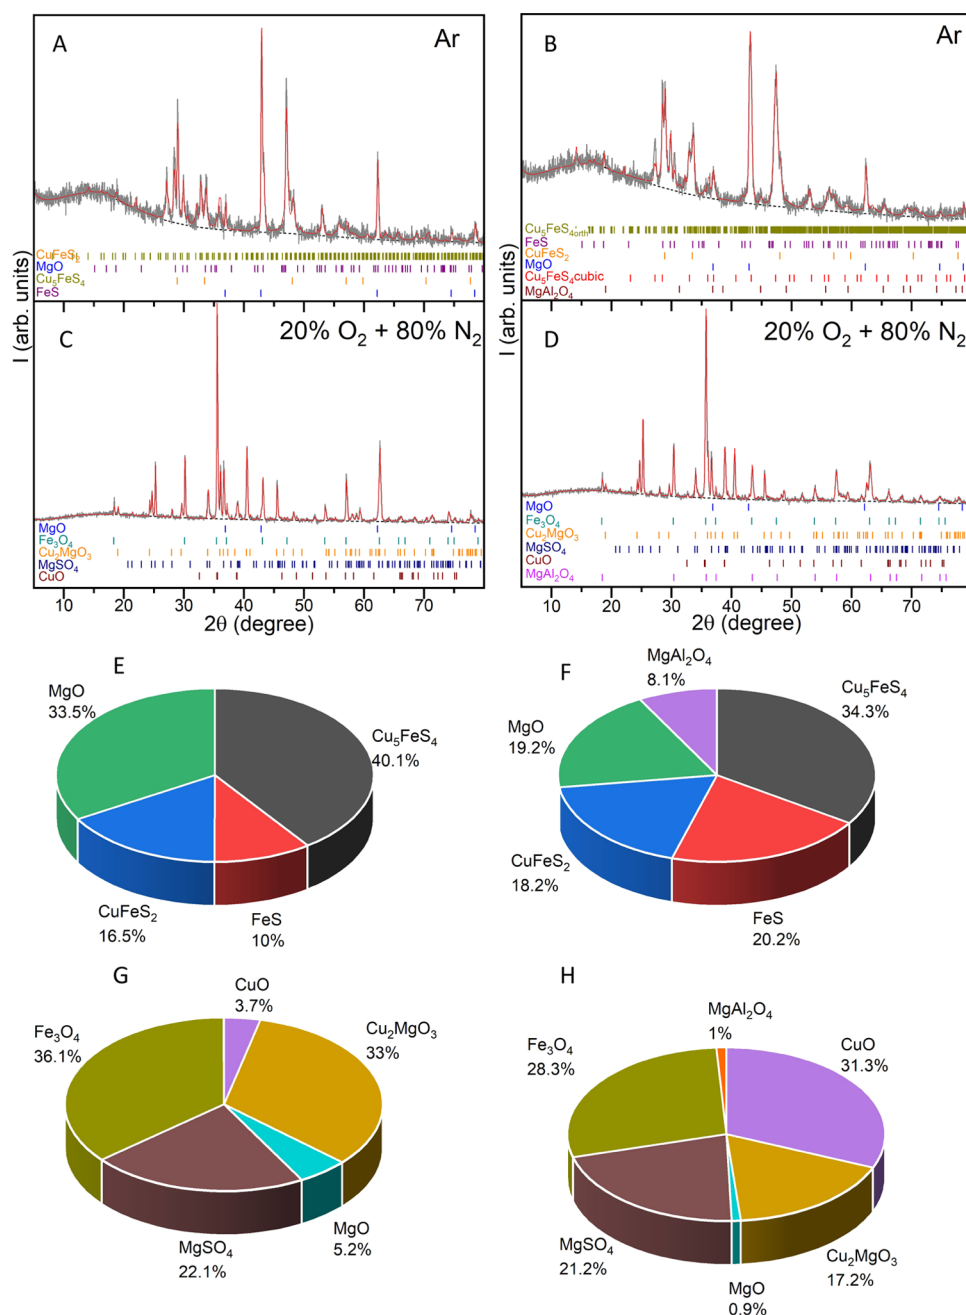 A
Ar
CuFeS₂
MgO
Cu₅FeS₄
FeS
B
Ar
Cu₅FeS₄orth
FeS
CuFeS₂
MgO
Cu₅FeS₄cubic
MgAl₂O₄
I (arb. units)
I (arb. units)
C
20% O₂ + 80% N₂
MgO
Fe₃O₄
Cu₂MgO₃
MgSO₄
CuO
10 20 30 40 50 60 70
2θ (degree)
D
20% O₂ + 80% N₂
MgO
Fe₃O₄
Cu₂MgO₃
MgSO₄
CuO
MgAl₂O₄
10 20 30 40 50 60 70
2θ (degree)
E
MgO
33.5%
Cu₅FeS₄
40.1%
CuFeS₂
16.5%
FeS
10%
F
MgAl₂O₄
8.1%
Cu₅FeS₄
34.3%
MgO
19.2%
CuFeS₂
18.2%
FeS
20.2%
G
CuO
3.7%
Fe₃O₄
36.1%
Cu₂MgO₃
33%
MgSO₄
22.1%
MgO
5.2%
H
MgAl₂O₄
1%
Fe₃O₄
28.3%
CuO
31.3%
MgSO₄
21.2%
MgO
0.9%
Cu₂MgO₃
17.2%